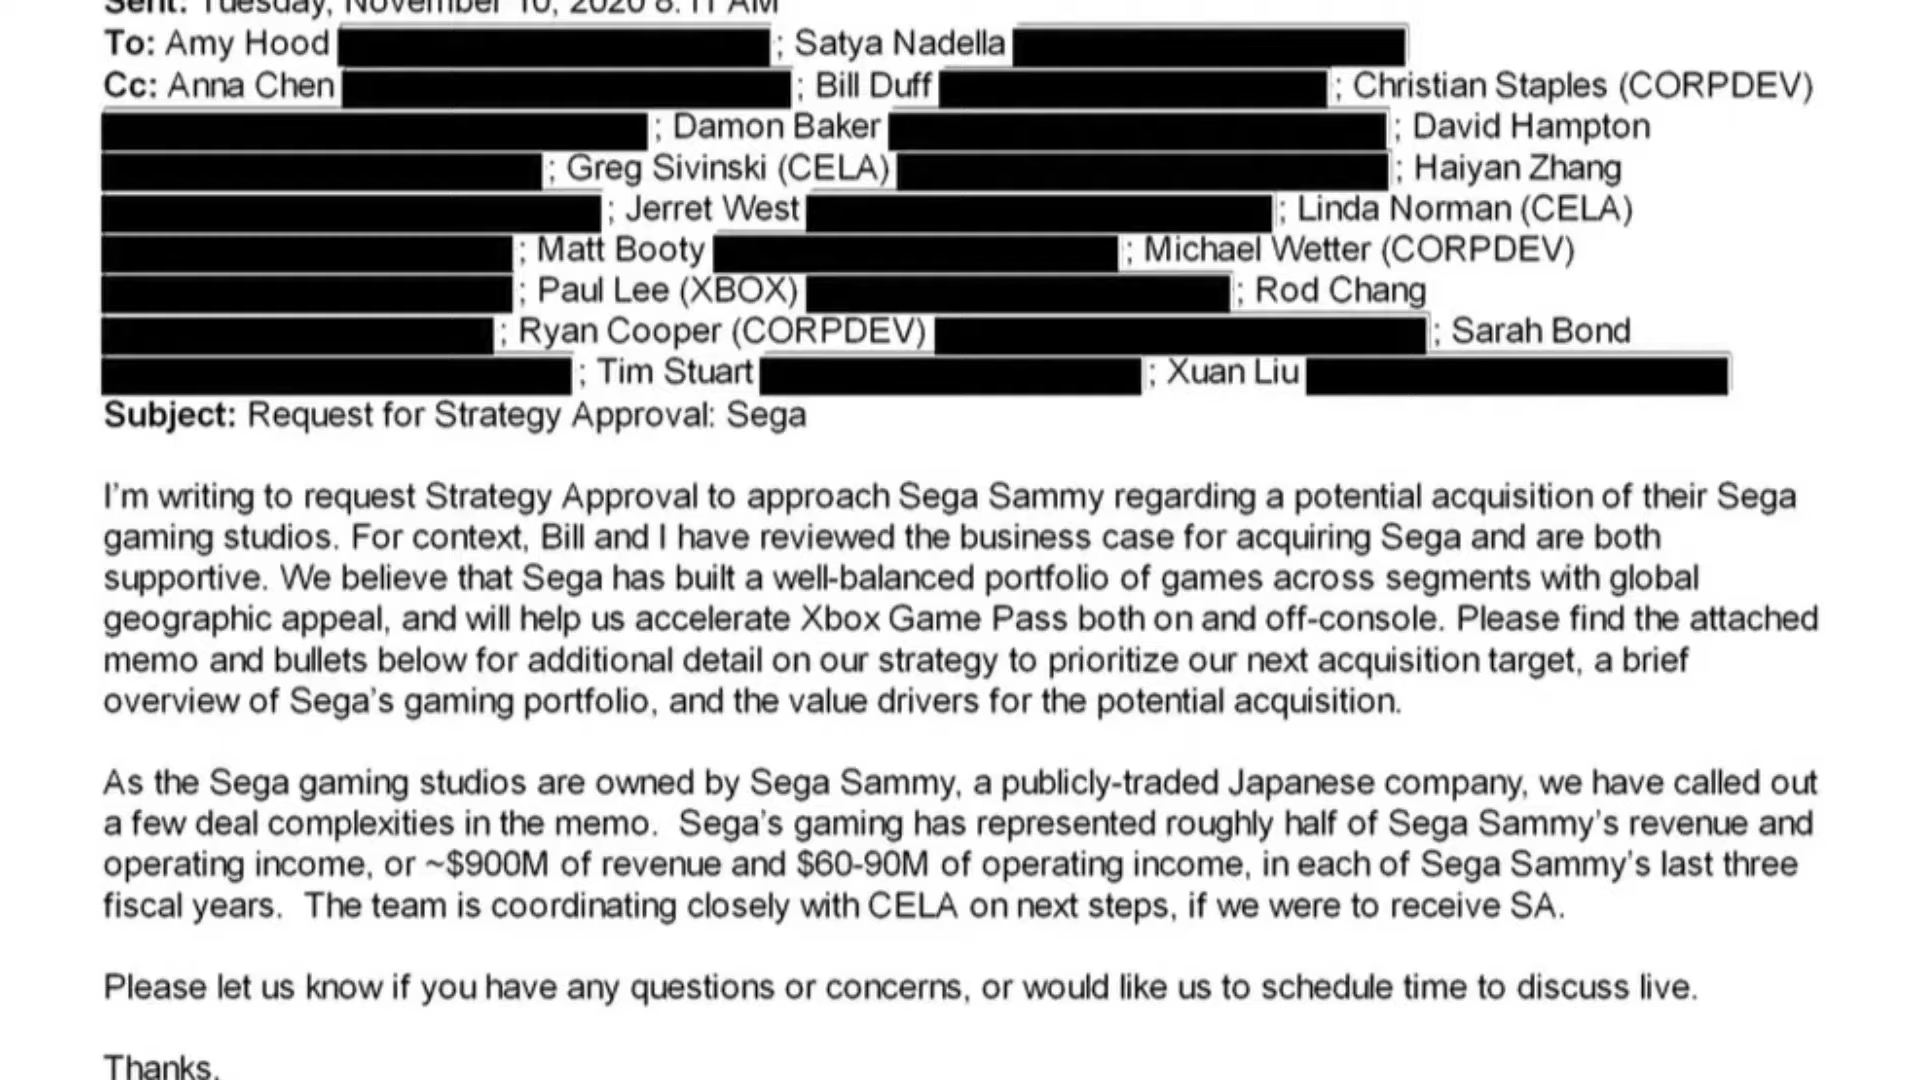 Sent: Tuesday, November 10, 2020 8:11 AM
To: Amy Hood ; Satya Nadella
Cc: Anna Chen ; Bill Duff ; Christian Staples (CORPDEV)
; Damon Baker ; David Hampton
; Greg Sivinski (CELA) ; Haiyan Zhang
; Jerret West ; Linda Norman (CELA)
; Matt Booty ; Michael Wetter (CORPDEV)
; Paul Lee (XBOX) ; Rod Chang
; Ryan Cooper (CORPDEV) ; Sarah Bond
; Tim Stuart ; Xuan Liu
Subject: Request for Strategy Approval: Sega
I’m writing to request Strategy Approval to approach Sega Sammy regarding a potential acquisition of their Sega
gaming studios. For context, Bill and I have reviewed the business case for acquiring Sega and are both
supportive. We believe that Sega has built a well-balanced portfolio of games across segments with global
geographic appeal, and will help us accelerate Xbox Game Pass both on and off-console. Please find the attached
memo and bullets below for additional detail on our strategy to prioritize our next acquisition target, a brief
overview of Sega’s gaming portfolio, and the value drivers for the potential acquisition.
As the Sega gaming studios are owned by Sega Sammy, a publicly-traded Japanese company, we have called out
a few deal complexities in the memo.  Sega’s gaming has represented roughly half of Sega Sammy’s revenue and
operating income, or ~$900M of revenue and $60-90M of operating income, in each of Sega Sammy’s last three
fiscal years.  The team is coordinating closely with CELA on next steps, if we were to receive SA.
Please let us know if you have any questions or concerns, or would like us to schedule time to discuss live.
Thanks,